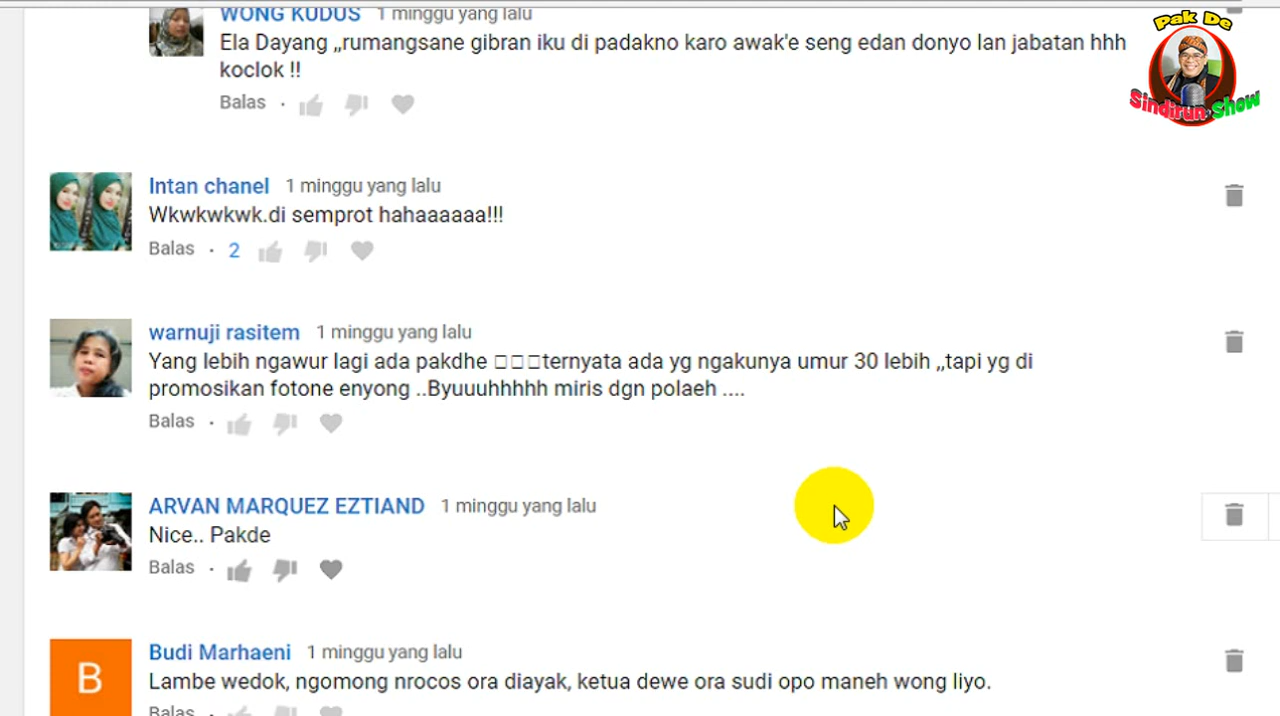 WONG KUDUS 1 minggu yang lalu
Ela Dayang ,,rumangsane gibran iku di padakno karo awak'e seng edan donyo lan jabatan hhh
koclok !!
Balas
Pak De
Sindirun Show
Intan chanel 1 minggu yang lalu
Wkwkwkwk.di semprot hahaaaaaa!!!
Balas · 2
warnuji rasitem 1 minggu yang lalu
Yang lebih ngawur lagi ada pakdhe □□□ternyata ada yg ngakunya umur 30 lebih ,,tapi yg di
promosikan fotone enyong ..Byuuuhhhhh miris dgn polaeh ....
Balas
ARVAN MARQUEZ EZTIAND 1 minggu yang lalu
Nice.. Pakde
Balas
B
Budi Marhaeni 1 minggu yang lalu
Lambe wedok, ngomong nrocos ora diayak, ketua dewe ora sudi opo maneh wong liyo.
Balas